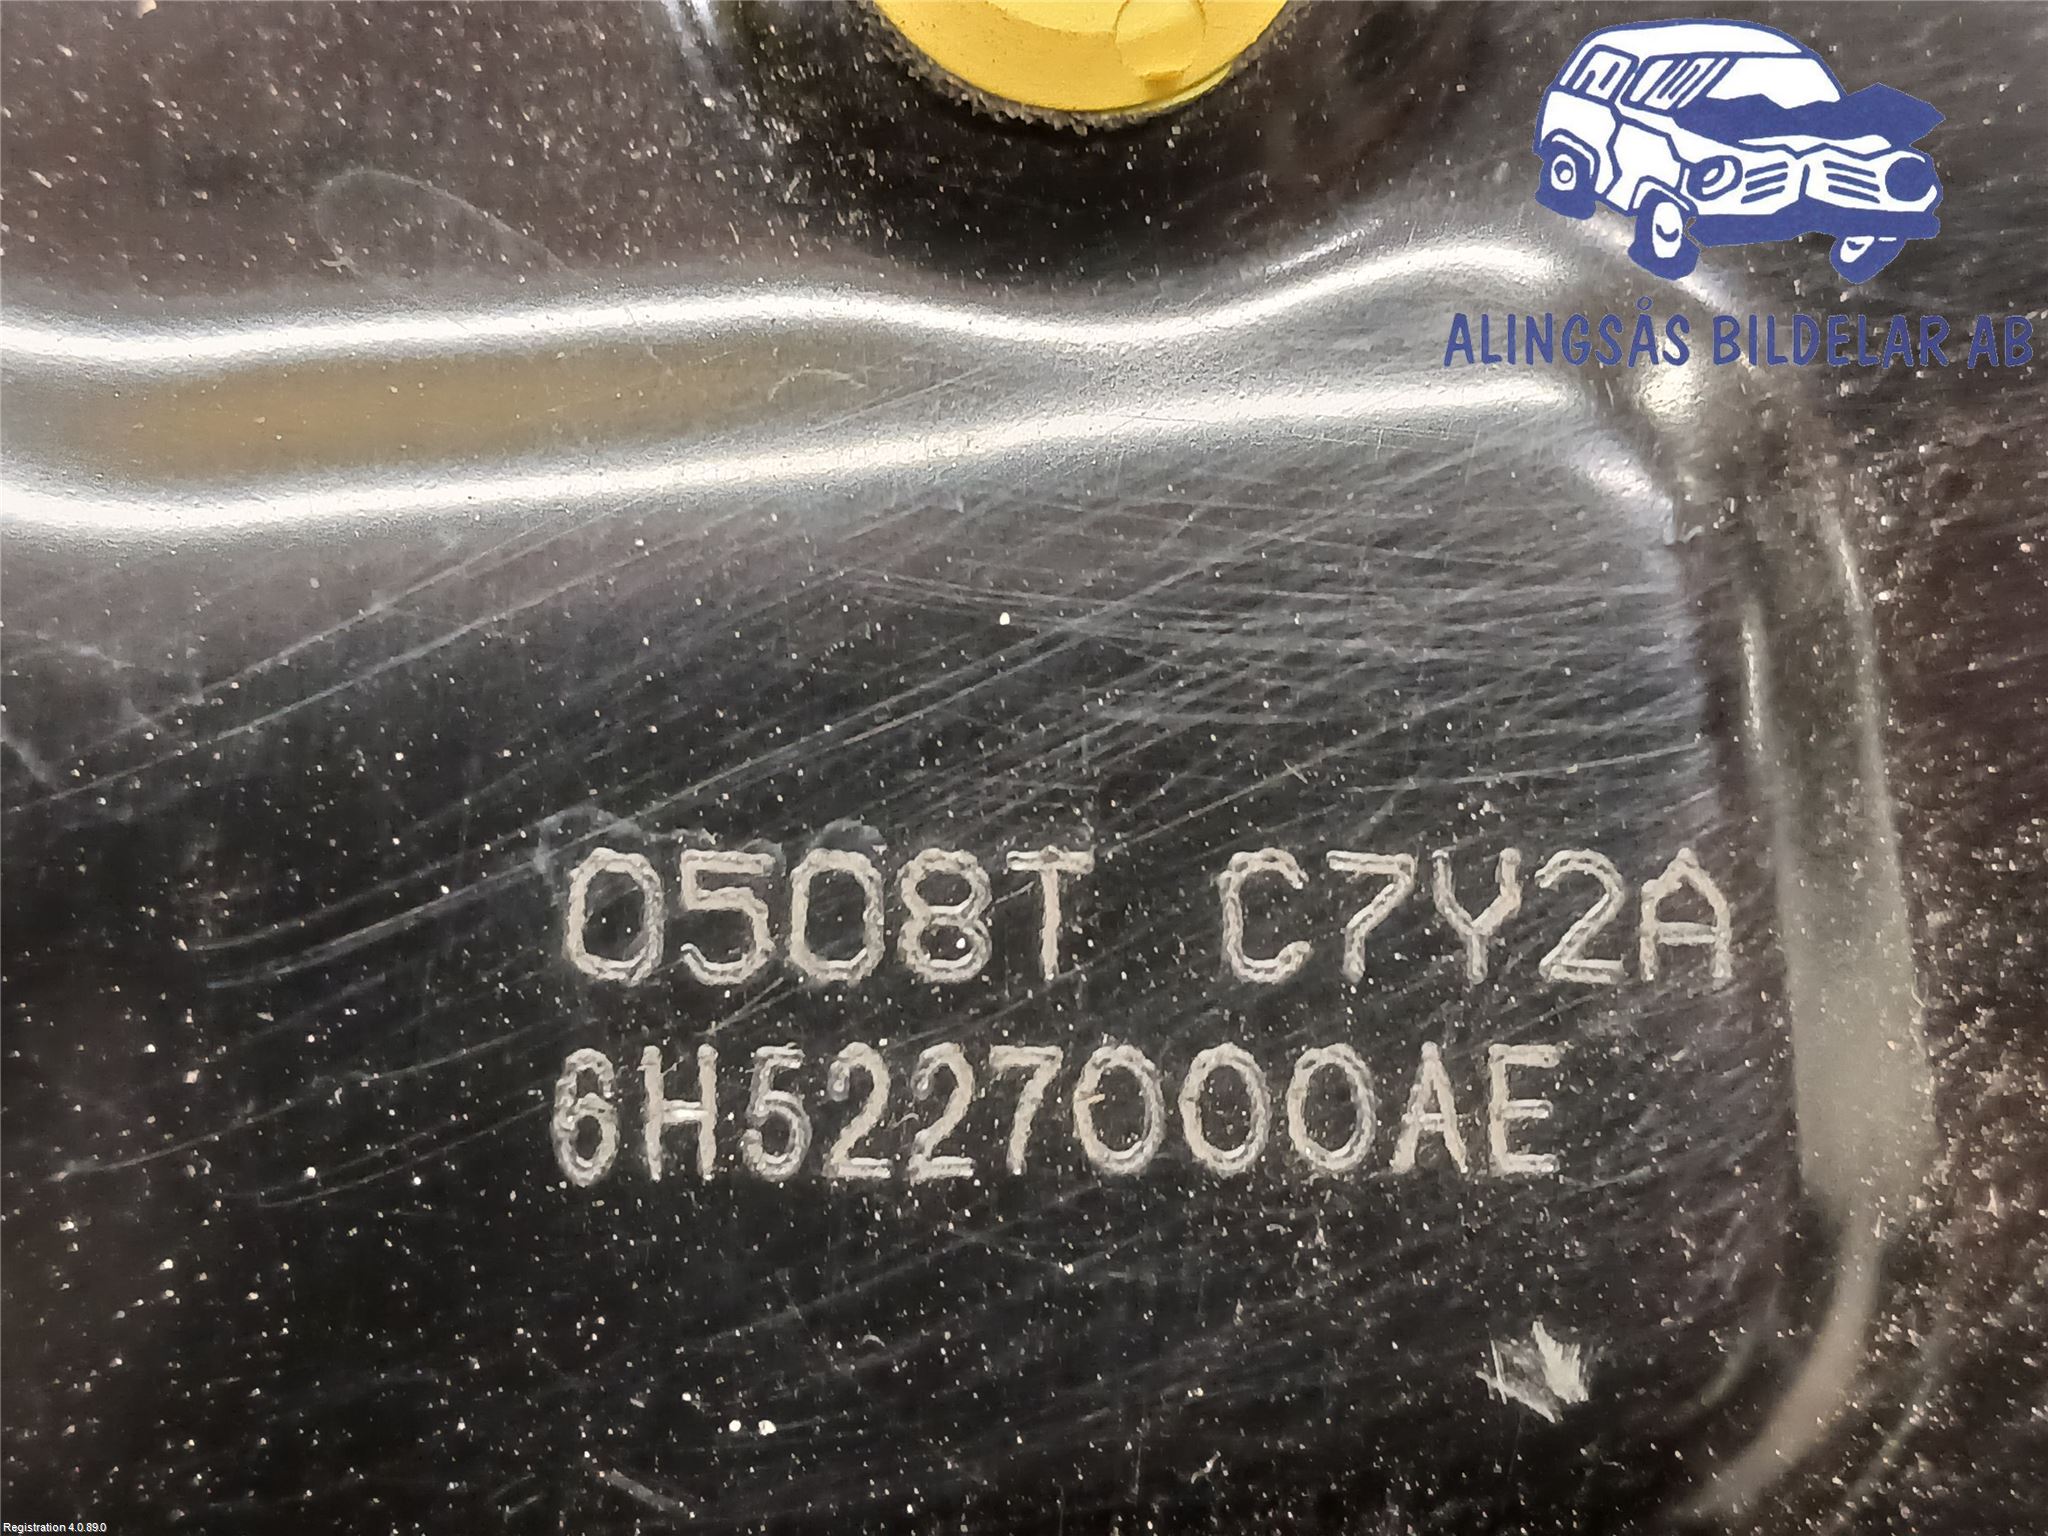 ALINGSÅS BILDELAR AB
0508T C7Y2A
6H5227000AE
Registration 4.0.89.0